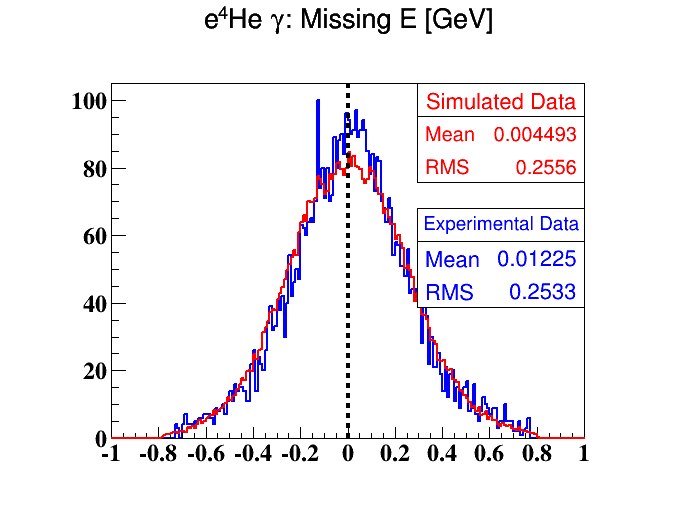 e⁴He γ: Missing E [GeV]
Simulated Data
Mean 0.004493
RMS 0.2556
Experimental Data
Mean 0.01225
RMS 0.2533
100
80
60
40
20
0
-1 -0.8 -0.6 -0.4 -0.2 0 0.2 0.4 0.6 0.8 1